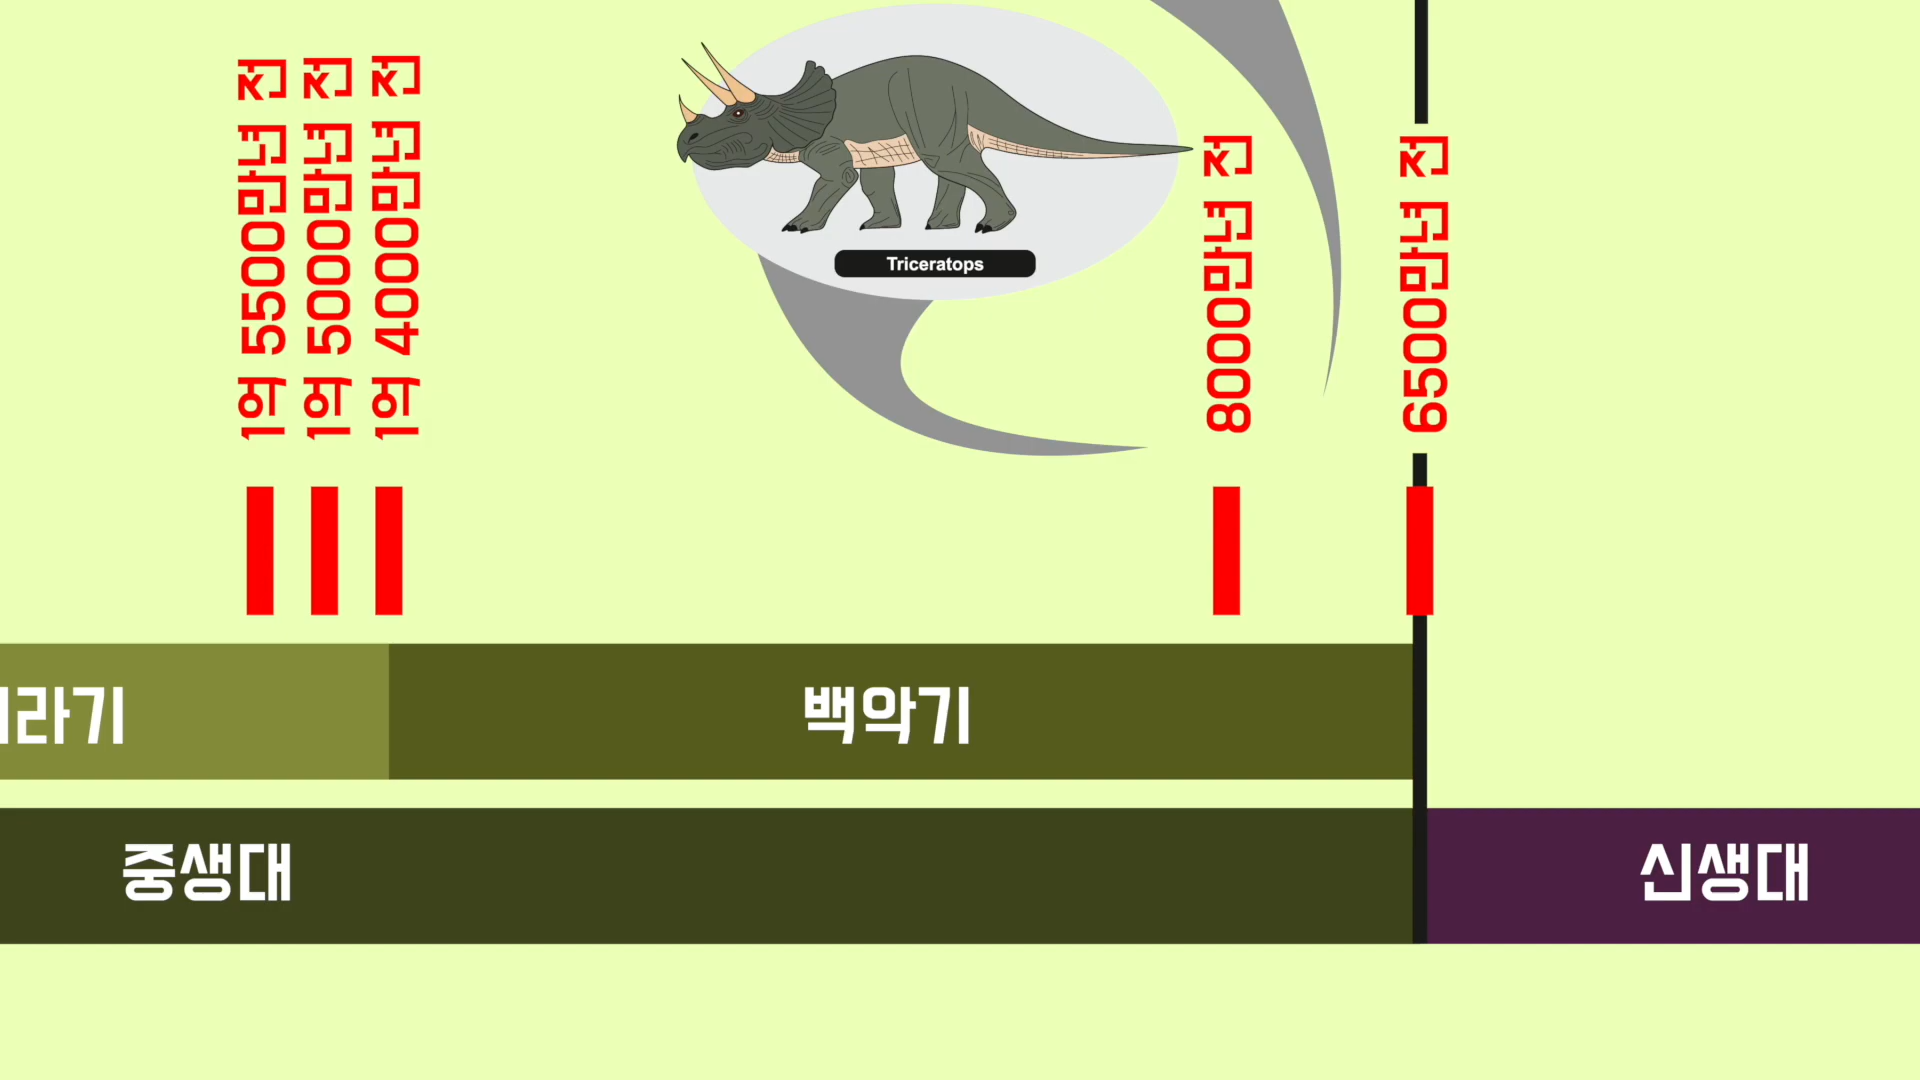 1억 5500만년 전
1억 5000만년 전
1억 4000만년 전
Triceratops
8000만년 전
6500만년 전
라기
백악기
중생대
신생대